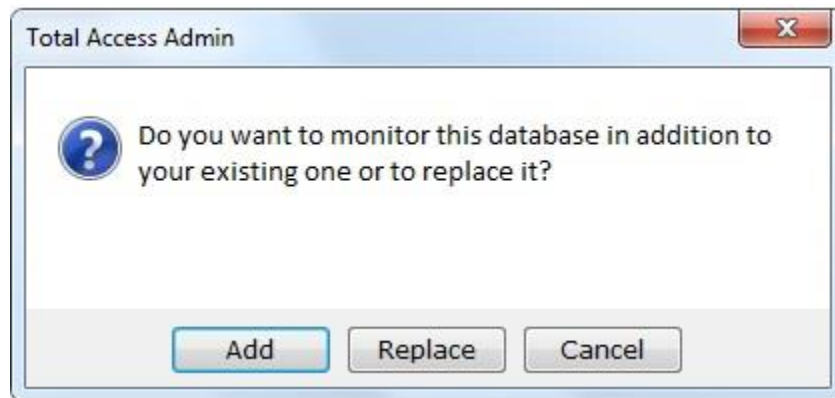 Total Access Admin
Do you want to monitor this database in addition to
your existing one or to replace it?
Add Replace Cancel